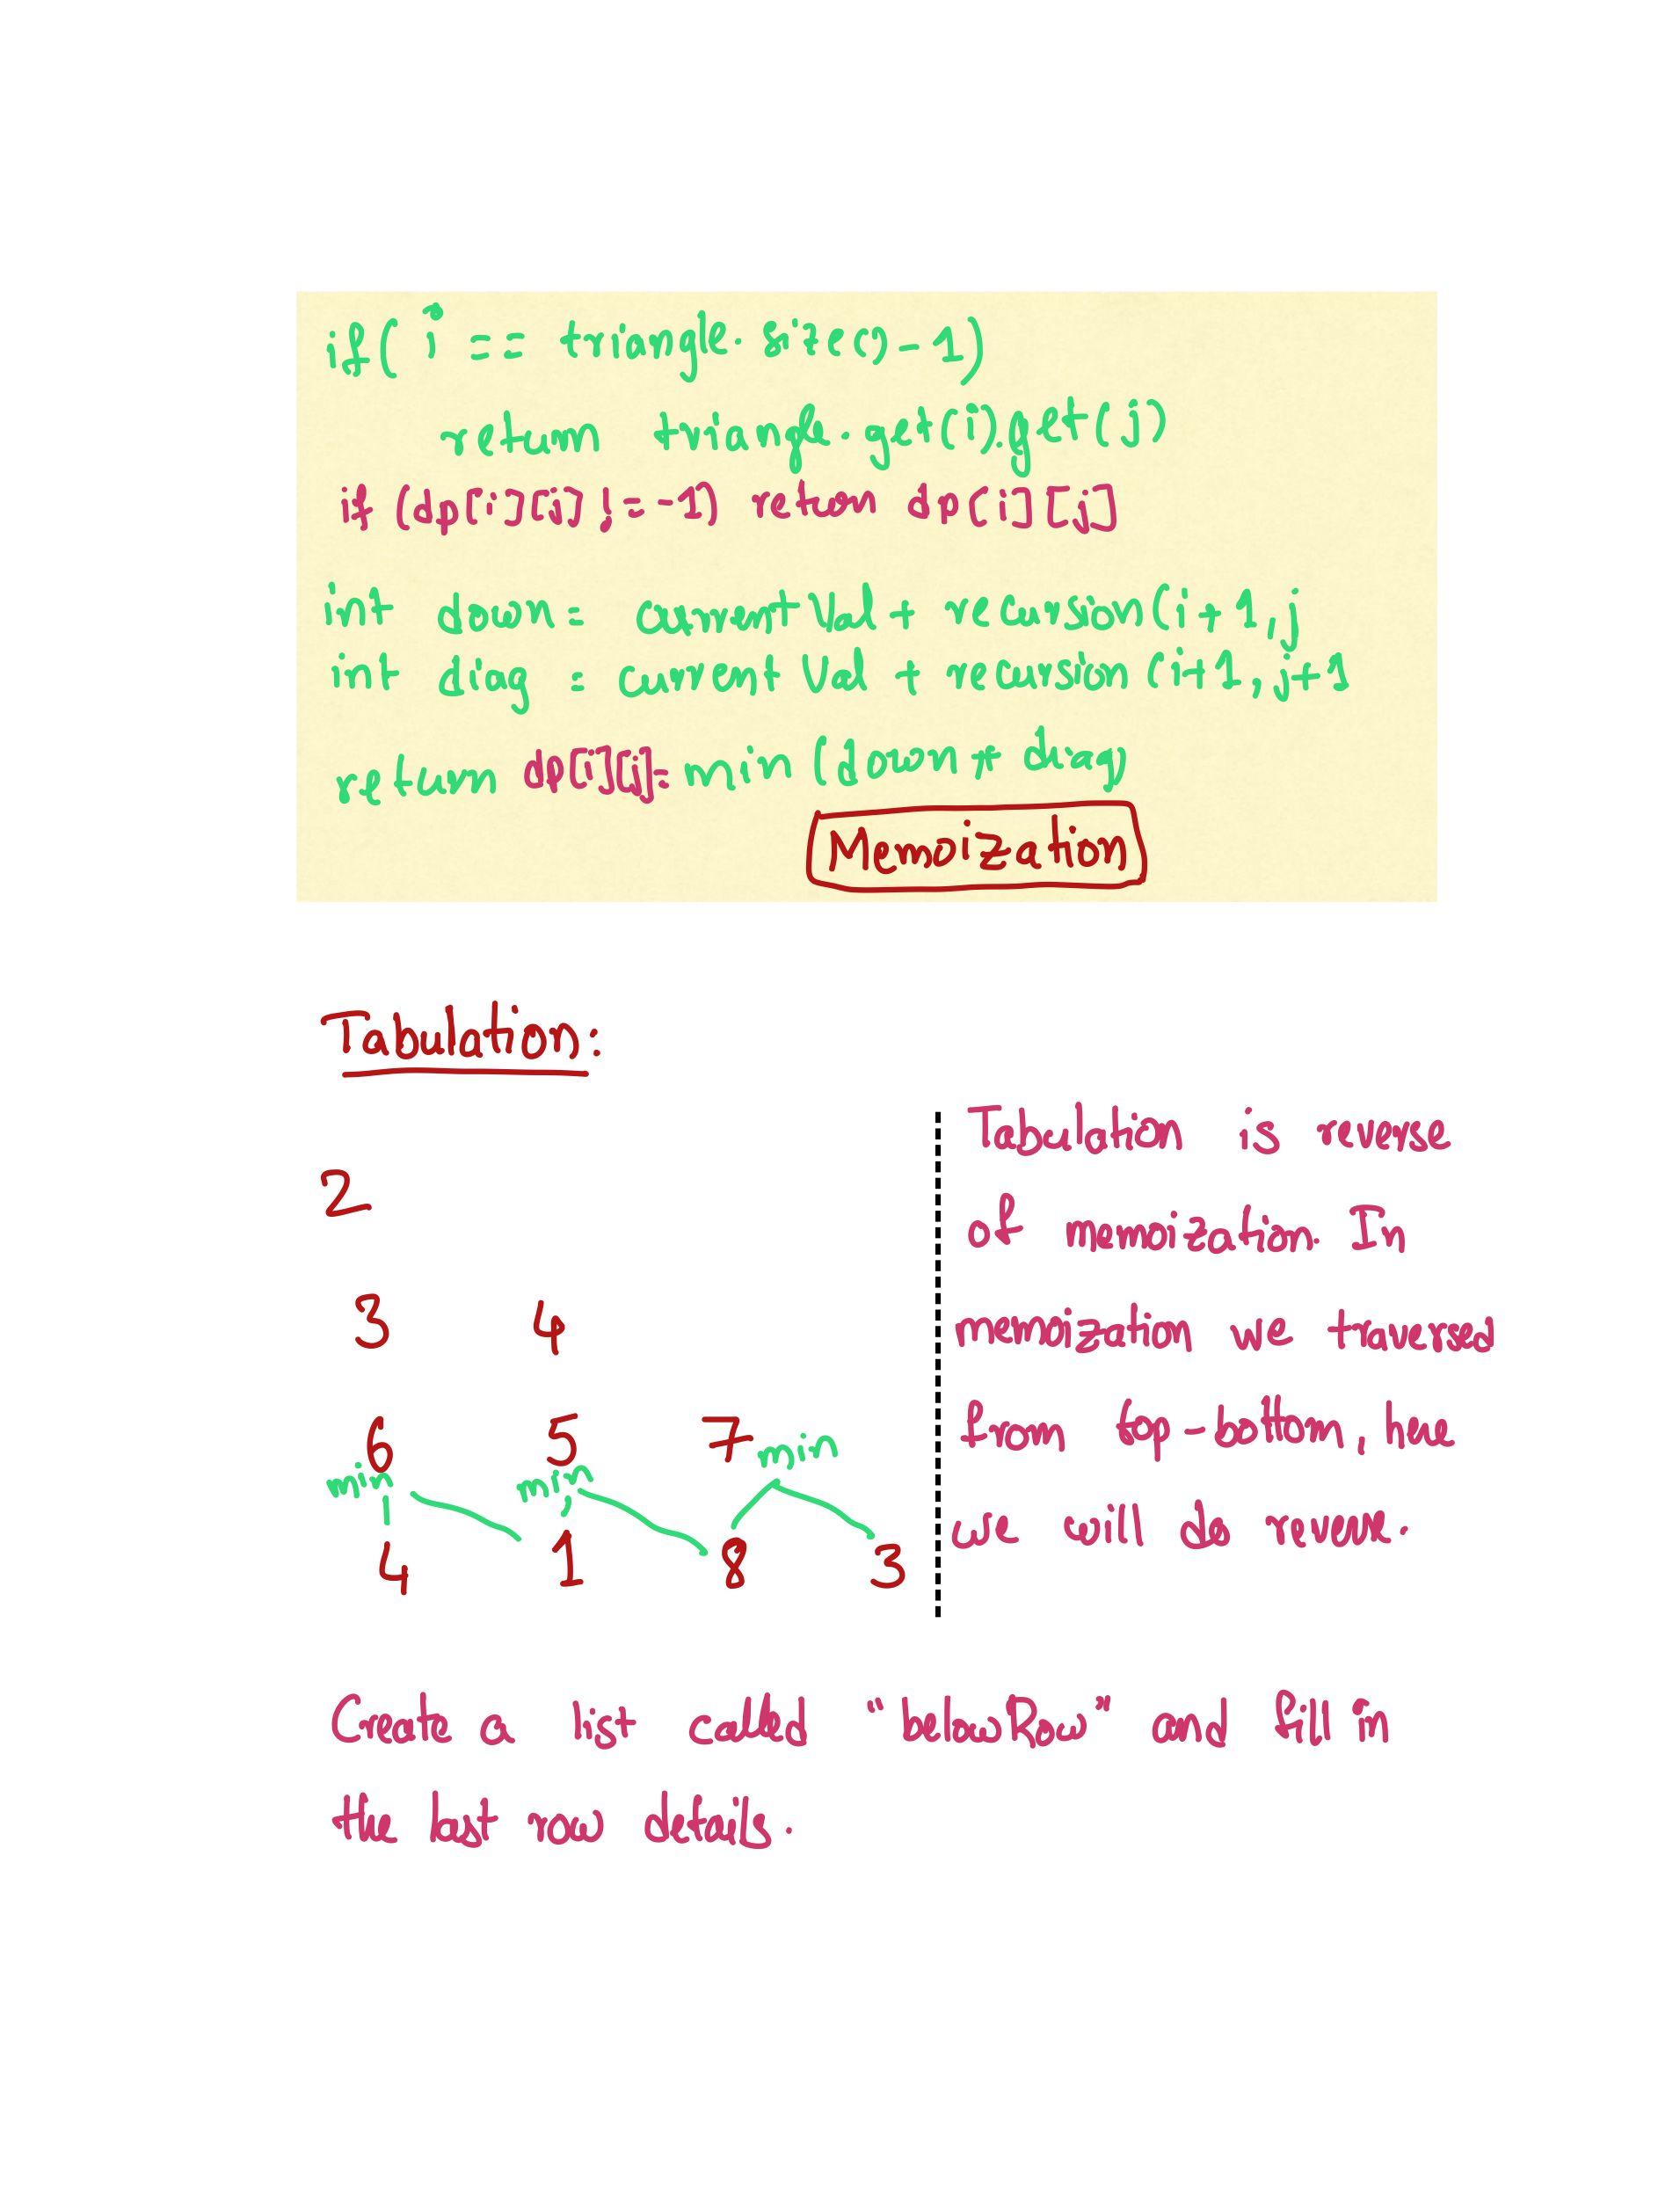 if( i == triangle.size()-1)
return triangle.get(i).get(j)
if (dp[i][j] != -1) return dp[i][j]
int down = currentVal + recursion(i+1,j
int diag = currentVal + recursion(i+1,j+1
return dp[i][j] = min (down, diag)
Memoization
Tabulation:
2
3 4
6 5 7
min min min
4 1 8 3
Tabulation is reverse
of memoization. In
memoization we traversed
from top-bottom, here
we will do reverse.
Create a list called "belowRow" and fill in
the last row details.